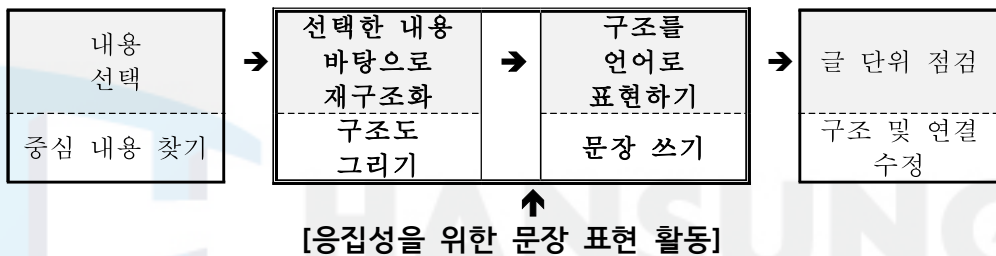 내용
선택
중심 내용 찾기
➔
선택한 내용
바탕으로
재구조화
구조도
그리기
➔
구조를
언어로
표현하기
문장 쓰기
➔
글 단위 점검
구조 및 연결
수정
[응집성을 위한 문장 표현 활동]
HANSUNG